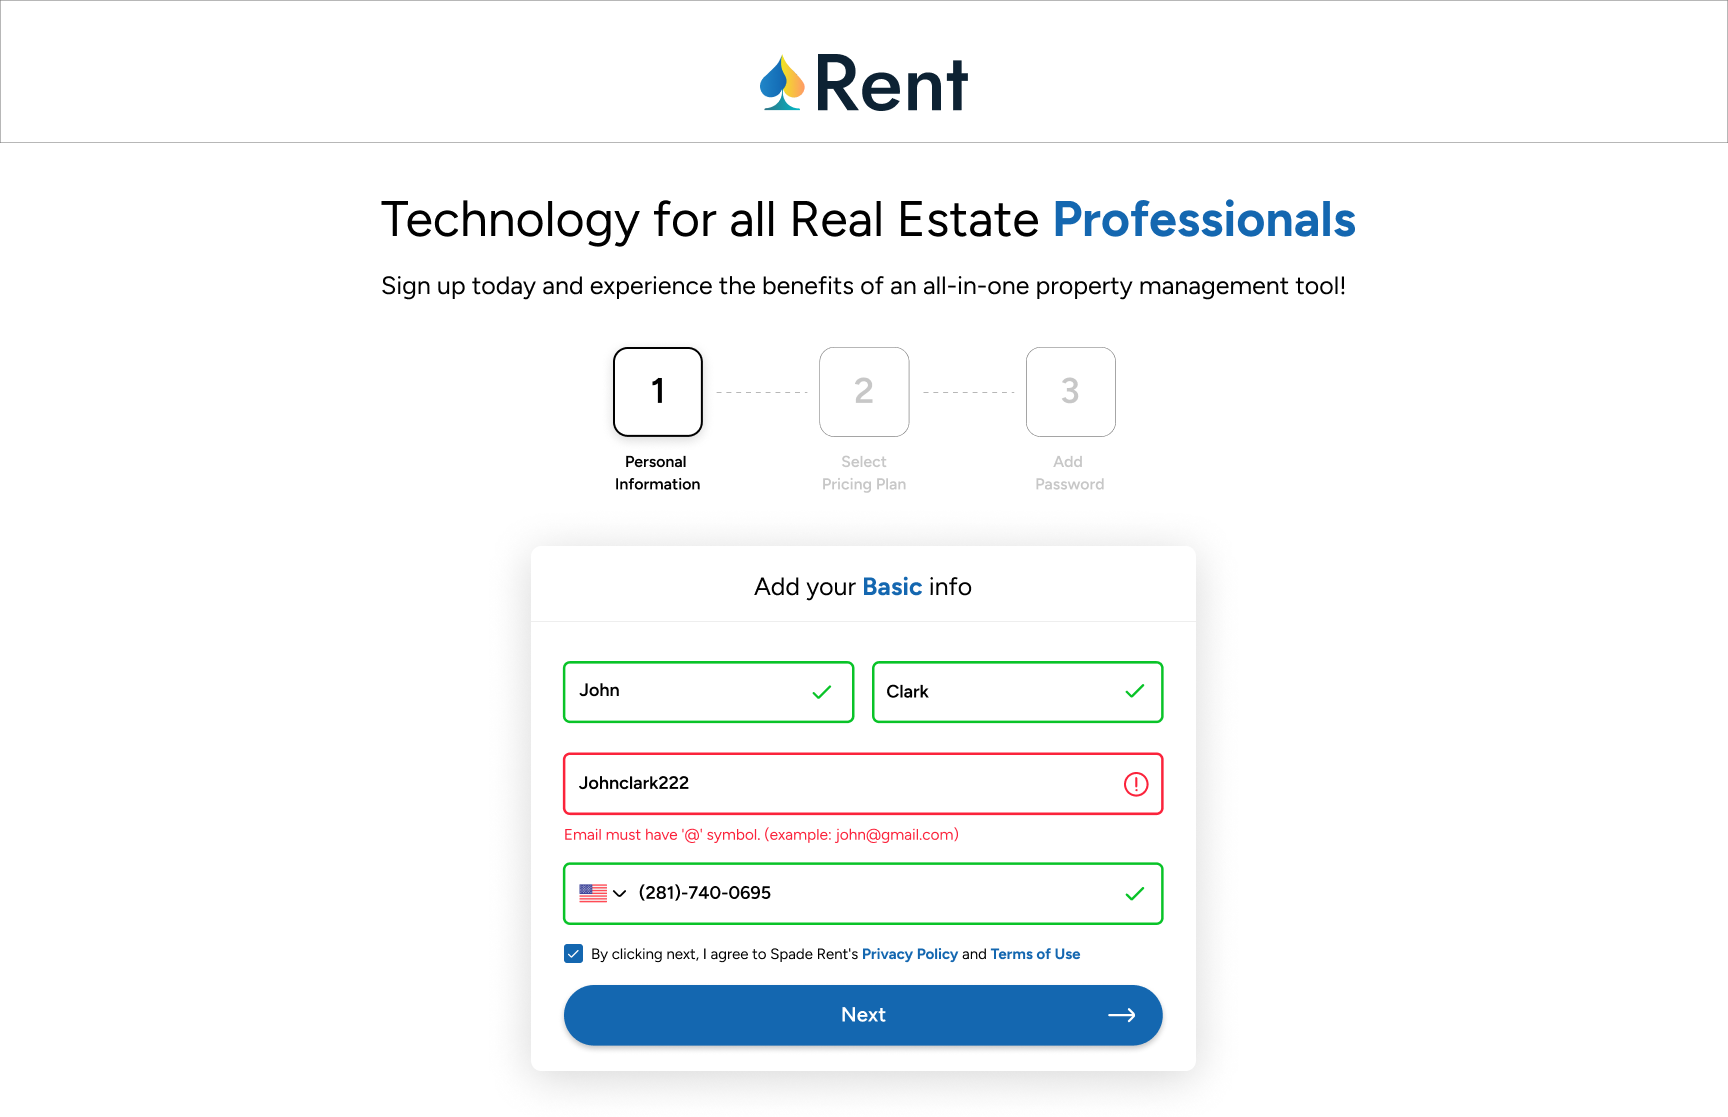 Rent
Technology for all Real Estate Professionals
Sign up today and experience the benefits of an all-in-one property management tool!
1
2
3
Personal
Information
Select
Pricing Plan
Add
Password
Add your Basic info
John
Clark
Johnclark222
Email must have '@' symbol. (example: john@gmail.com)
(281)-740-0695
By clicking next, I agree to Spade Rent's Privacy Policy and Terms of Use
Next